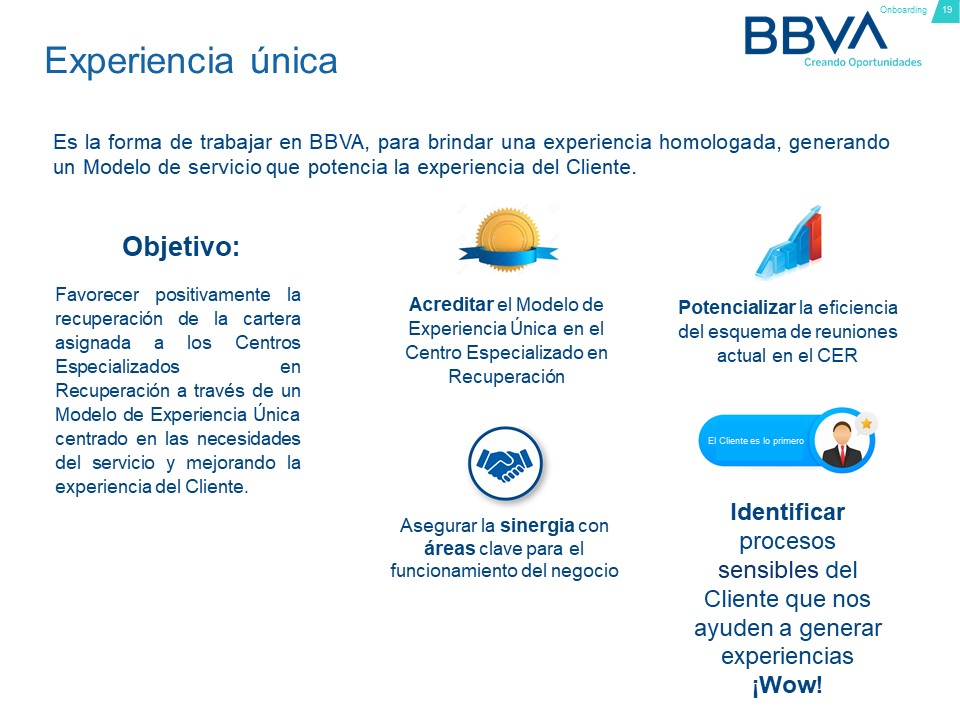 Onboarding 19
BBVA
Creando Oportunidades
Experiencia única
Es la forma de trabajar en BBVA, para brindar una experiencia homologada, generando
un Modelo de servicio que potencia la experiencia del Cliente.
Objetivo:
Favorecer positivamente la
recuperación de la cartera
asignada a los Centros
Especializados en
Recuperación a través de un
Modelo de Experiencia Única
centrado en las necesidades
del servicio y mejorando la
experiencia del Cliente.
Acreditar el Modelo de
Experiencia Única en el
Centro Especializado en
Recuperación
Potencializar la eficiencia
del esquema de reuniones
actual en el CER
Asegurar la sinergia con
áreas clave para el
funcionamiento del negocio
El Cliente es lo primero
Identificar
procesos
sensibles del
Cliente que nos
ayuden a generar
experiencias
¡Wow!